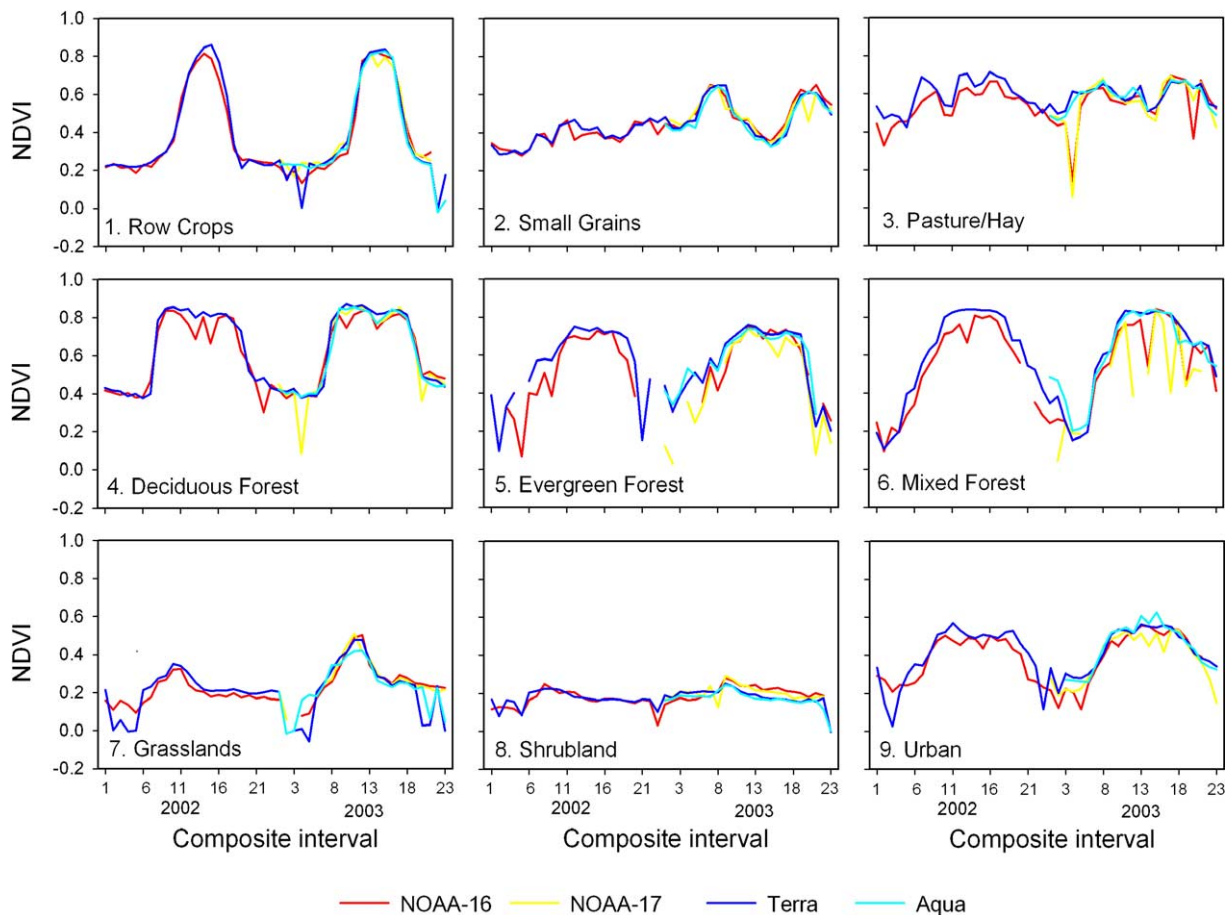 NDVI
1.0
0.8
0.6
0.4
0.2
0.0
-0.2
1. Row Crops
2. Small Grains
3. Pasture/Hay
NDVI
1.0
0.8
0.6
0.4
0.2
0.0
-0.2
4. Deciduous Forest
5. Evergreen Forest
6. Mixed Forest
NDVI
1.0
0.8
0.6
0.4
0.2
0.0
-0.2
7. Grasslands
8. Shrubland
9. Urban
1 6 11 16 21 3 8 13 18 23
1 6 11 16 21 3 8 13 18 23
1 6 11 16 21 3 8 13 18 23
2002 2003
2002 2003
2002 2003
Composite interval
Composite interval
Composite interval
NOAA-16 NOAA-17 Terra Aqua